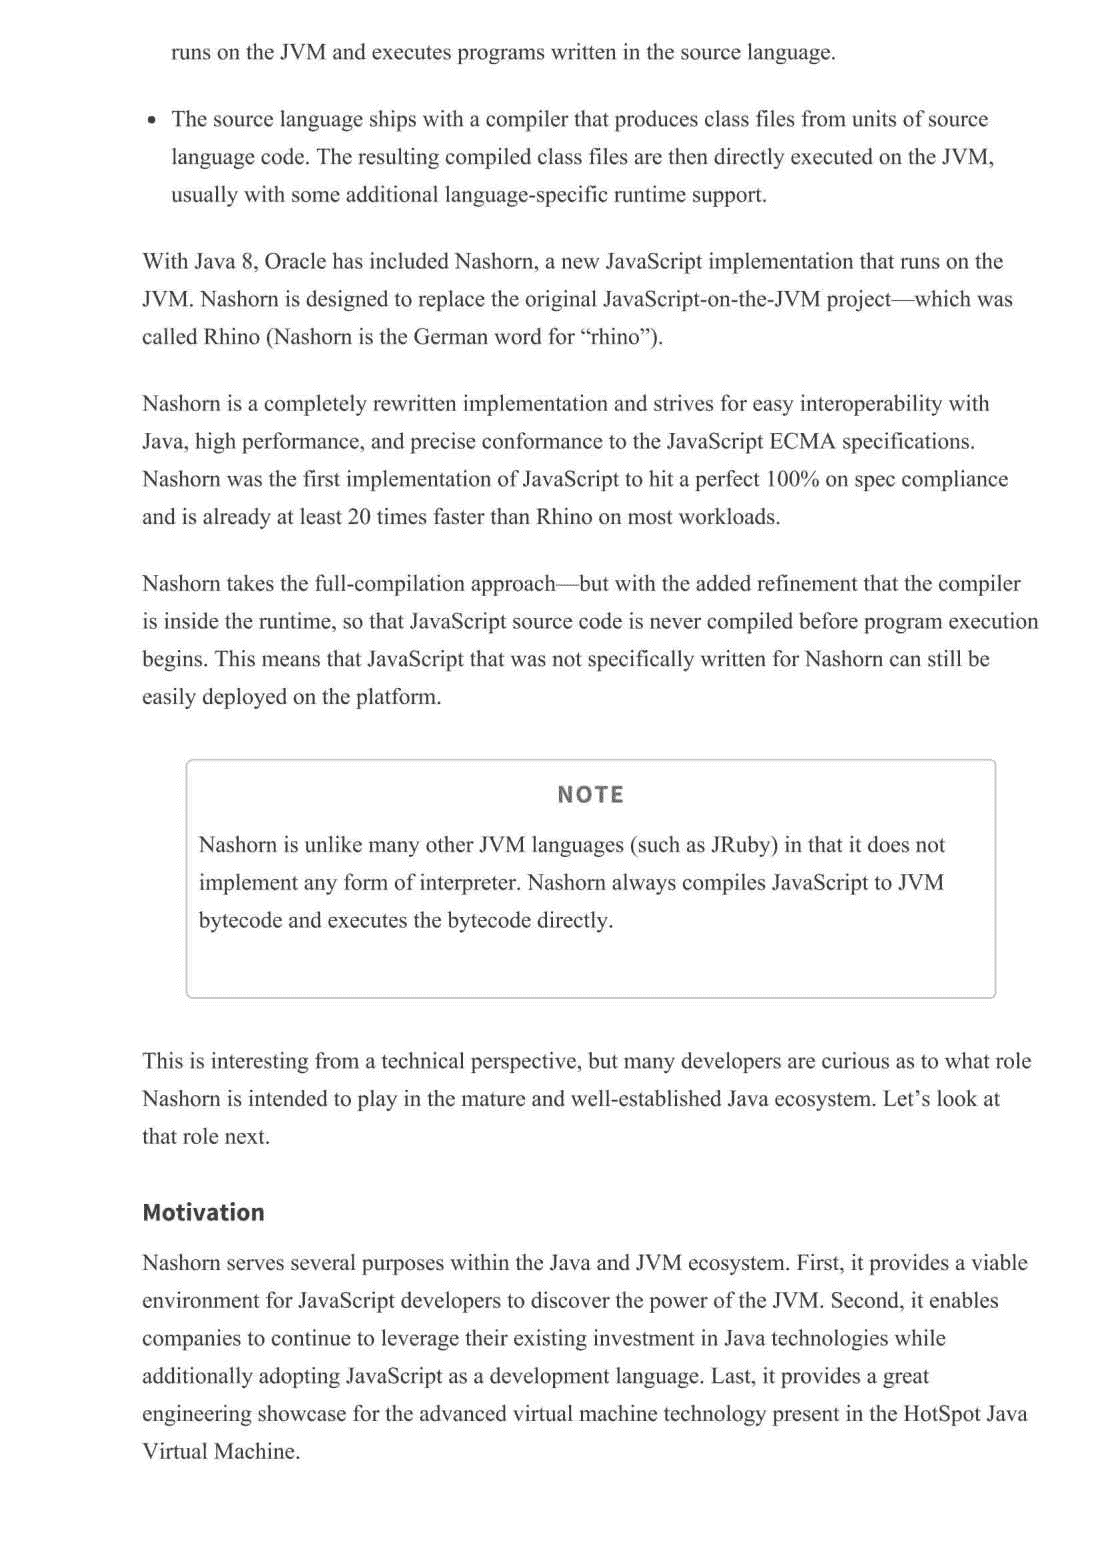 runs on the JVM and executes programs written in the source language.
• The source language ships with a compiler that produces class files from units of source
language code. The resulting compiled class files are then directly executed on the JVM,
usually with some additional language-specific runtime support.
With Java 8, Oracle has included Nashorn, a new JavaScript implementation that runs on the
JVM. Nashorn is designed to replace the original JavaScript-on-the-JVM project—which was
called Rhino (Nashorn is the German word for “rhino”).
Nashorn is a completely rewritten implementation and strives for easy interoperability with
Java, high performance, and precise conformance to the JavaScript ECMA specifications.
Nashorn was the first implementation of JavaScript to hit a perfect 100% on spec compliance
and is already at least 20 times faster than Rhino on most workloads.
Nashorn takes the full-compilation approach—but with the added refinement that the compiler
is inside the runtime, so that JavaScript source code is never compiled before program execution
begins. This means that JavaScript that was not specifically written for Nashorn can still be
easily deployed on the platform.
NOTE
Nashorn is unlike many other JVM languages (such as JRuby) in that it does not
implement any form of interpreter. Nashorn always compiles JavaScript to JVM
bytecode and executes the bytecode directly.
This is interesting from a technical perspective, but many developers are curious as to what role
Nashorn is intended to play in the mature and well-established Java ecosystem. Let’s look at
that role next.
Motivation
Nashorn serves several purposes within the Java and JVM ecosystem. First, it provides a viable
environment for JavaScript developers to discover the power of the JVM. Second, it enables
companies to continue to leverage their existing investment in Java technologies while
additionally adopting JavaScript as a development language. Last, it provides a great
engineering showcase for the advanced virtual machine technology present in the HotSpot Java
Virtual Machine.